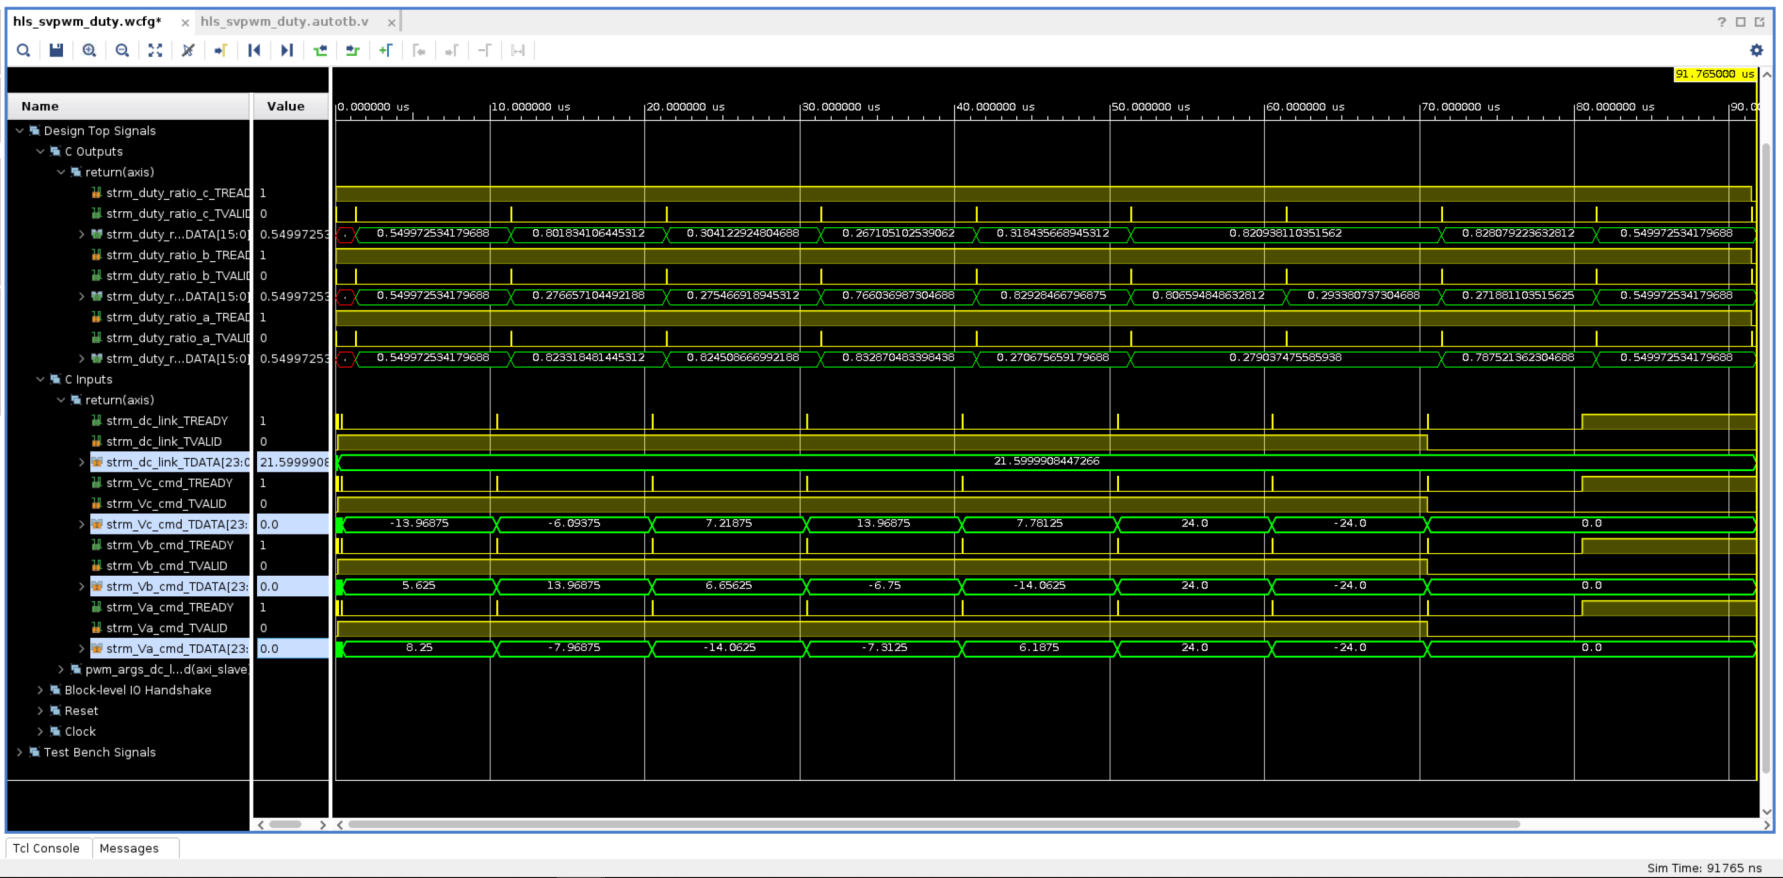 hls_svpwm_duty.wcfg* × hls_svpwm_duty.autotb.v ×
?
91.765000 us
Name Value
0.000000 us 10.000000 us 20.000000 us 30.000000 us 40.000000 us 50.000000 us 60.000000 us 70.000000 us 80.000000 us 90.0
Design Top Signals
C Outputs
return(axis)
strm_duty_ratio_c_TREAD 1
strm_duty_ratio_c_TVALID 0
strm_duty_r...DATA[15:0] 0.5499725 0.549972534179688 0.801834106445312 0.304122924804688 0.267105102539062 0.318435668945312 0.820938110351562 0.828079223632812 0.549972534179688
strm_duty_ratio_b_TREAD 1
strm_duty_ratio_b_TVALID 0
strm_duty_r...DATA[15:0] 0.5499725 0.549972534179688 0.276657104492188 0.275466918945312 0.766036987304688 0.82928466796875 0.806594848632812 0.293380737304688 0.271881103515625 0.549972534179688
strm_duty_ratio_a_TREAD 1
strm_duty_ratio_a_TVALID 0
strm_duty_r...DATA[15:0] 0.5499725 0.549972534179688 0.823318481445312 0.824508666992188 0.832870483398438 0.270675659179688 0.279037475585938 0.787521362304688 0.549972534179688
C Inputs
return(axis)
strm_dc_link_TREADY 1
strm_dc_link_TVALID 0
strm_dc_link_TDATA[23:0 21.5999908 21.5999908447266
strm_Vc_cmd_TREADY 1
strm_Vc_cmd_TVALID 0
strm_Vc_cmd_TDATA[23: 0.0 -13.96875 -6.09375 7.21875 13.96875 7.78125 24.0 -24.0 0.0
strm_Vb_cmd_TREADY 1
strm_Vb_cmd_TVALID 0
strm_Vb_cmd_TDATA[23: 0.0 5.625 13.96875 6.65625 -6.75 -14.0625 24.0 -24.0 0.0
strm_Va_cmd_TREADY 1
strm_Va_cmd_TVALID 0
strm_Va_cmd_TDATA[23: 0.0 8.25 -7.96875 -14.0625 -7.3125 6.1875 24.0 -24.0 0.0
pwm_args_dc_l...d(axi_slave)
Block-level IO Handshake
Reset
Clock
Test Bench Signals
Tcl Console Messages
Sim Time: 91765 ns